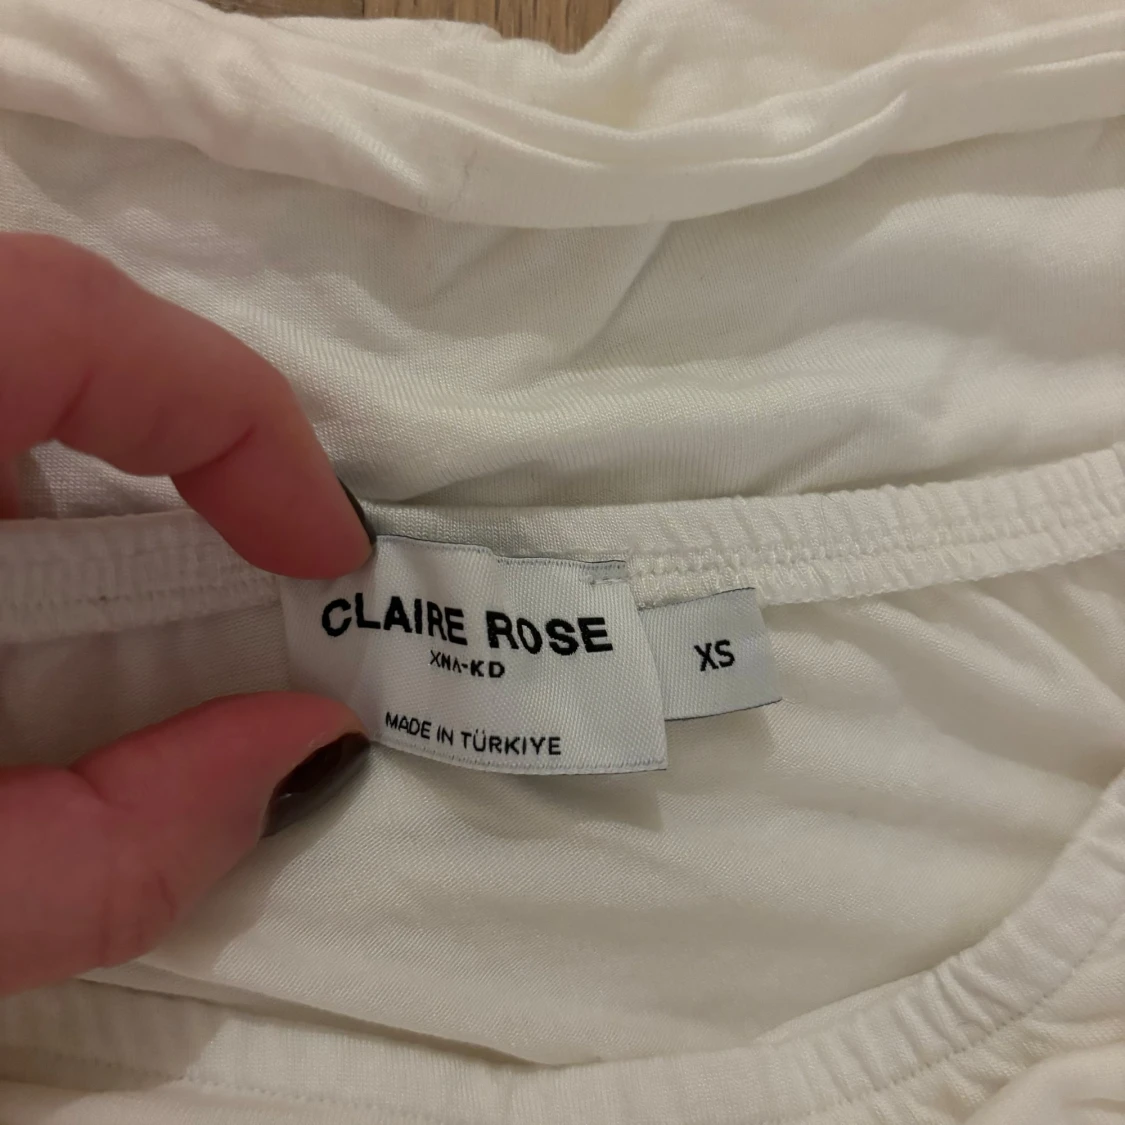 CLAIRE ROSE
XNA-KD
MADE IN TÜRKIYE
XS